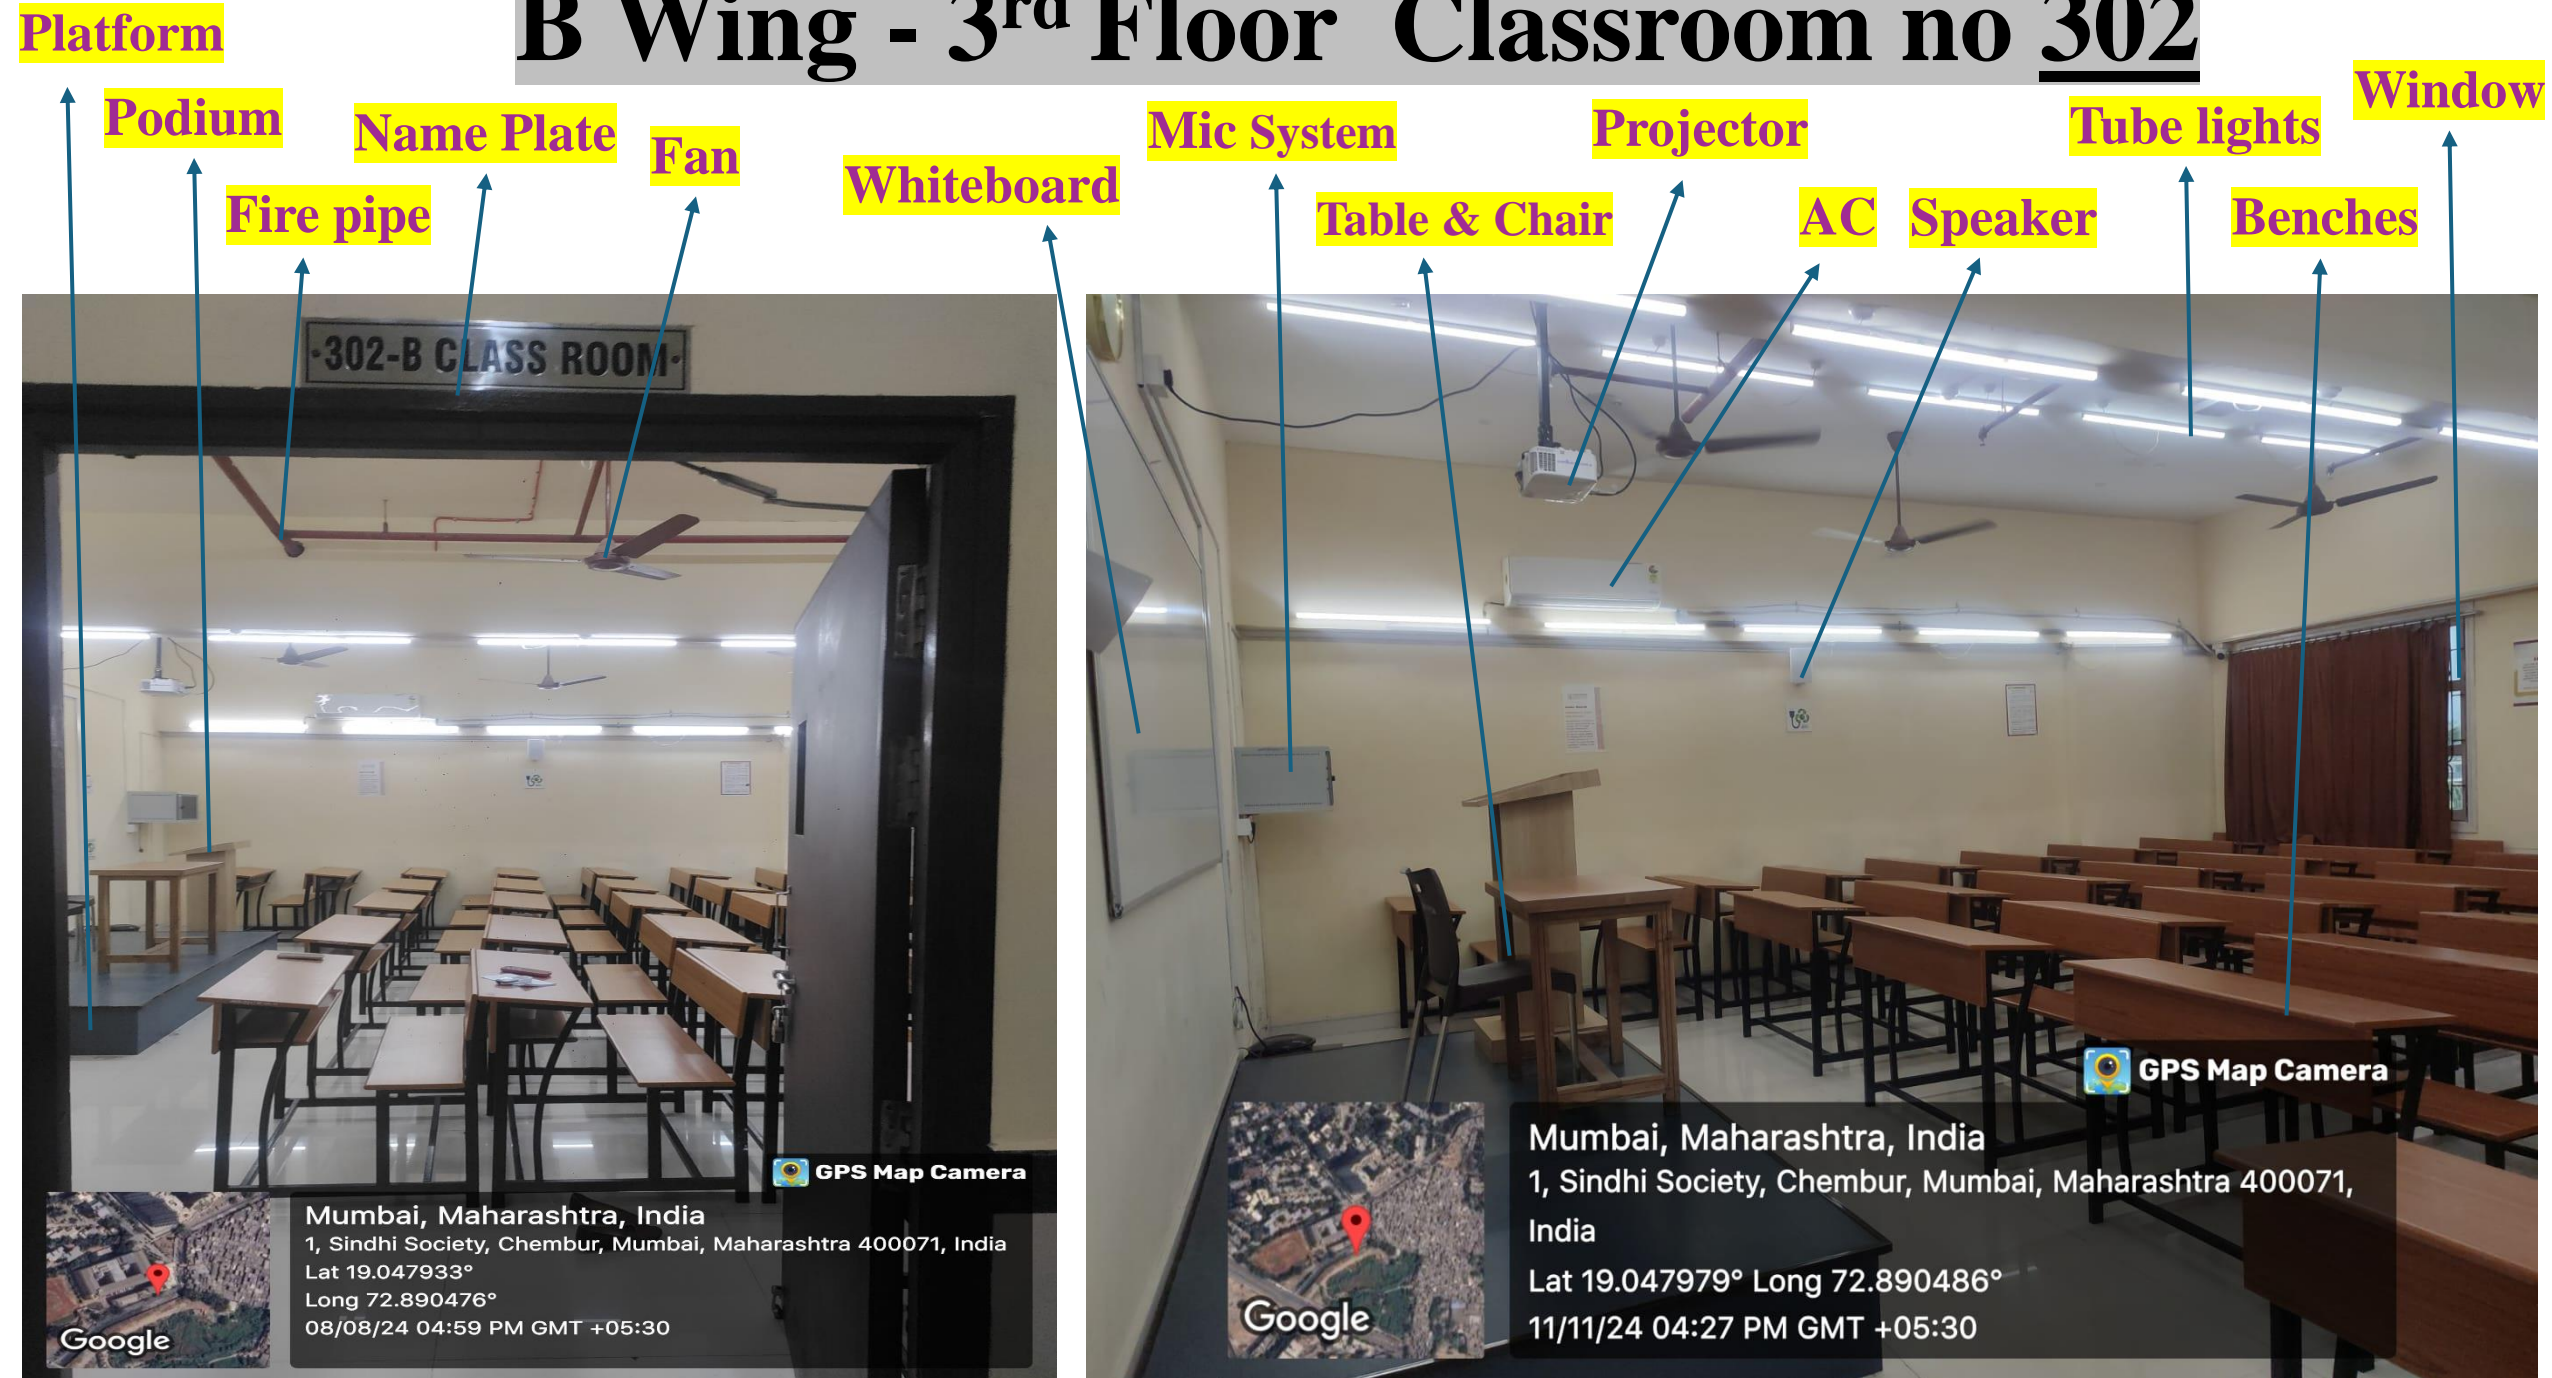 B Wing - 3rd Floor Classroom no 302
Platform
Podium
Name Plate
Fan
Fire pipe
Whiteboard
Mic System
Table & Chair
Projector
AC
Speaker
Tube lights
Benches
Window
·302-B CLASS ROOM·
GPS Map Camera
Mumbai, Maharashtra, India
1, Sindhi Society, Chembur, Mumbai, Maharashtra 400071, India
Lat 19.047933°
Long 72.890476°
08/08/24 04:59 PM GMT +05:30
Google
GPS Map Camera
Mumbai, Maharashtra, India
1, Sindhi Society, Chembur, Mumbai, Maharashtra 400071,
India
Lat 19.047979° Long 72.890486°
11/11/24 04:27 PM GMT +05:30
Google